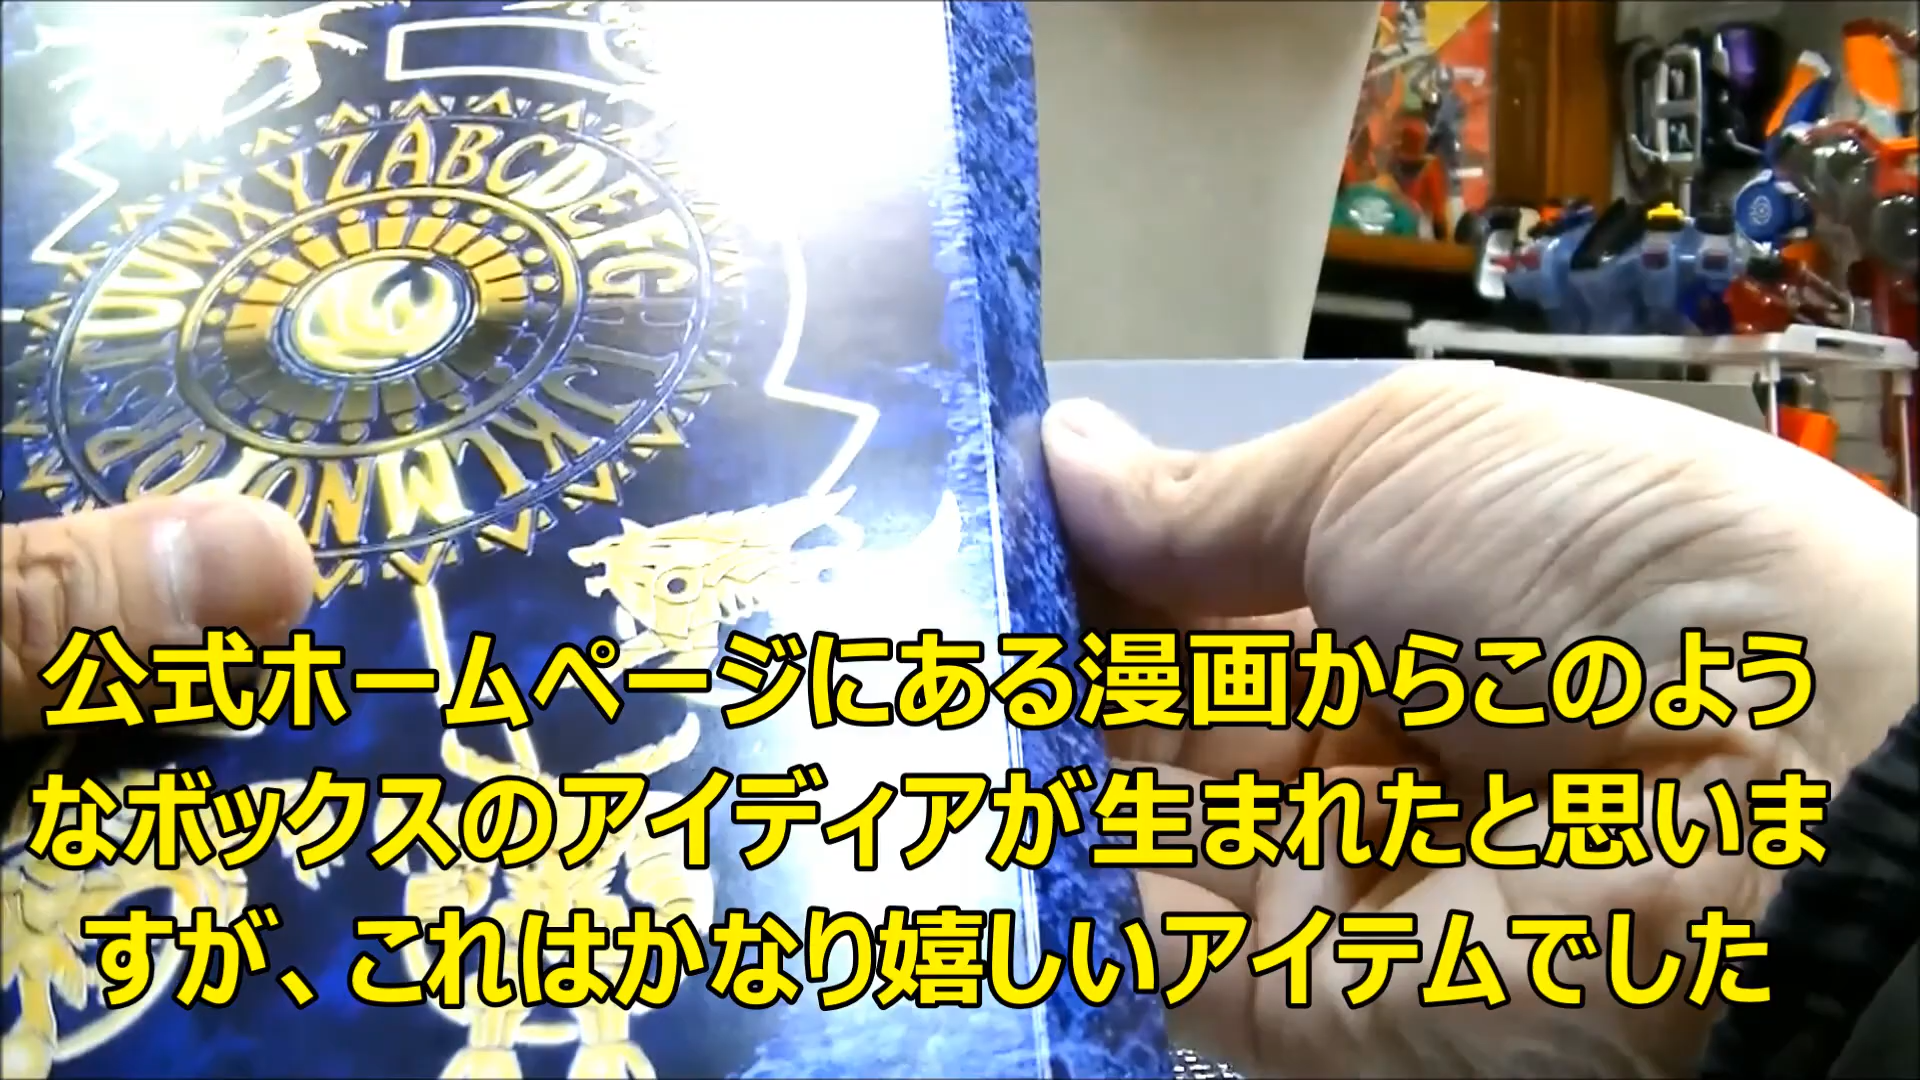 ZABCDEFGHIJKLMNOPQRSTUVWXY
公式ホームページにある漫画からこのよう
なボックスのアイディアが生まれたと思いま
すが、これはかなり嬉しいアイテムでした